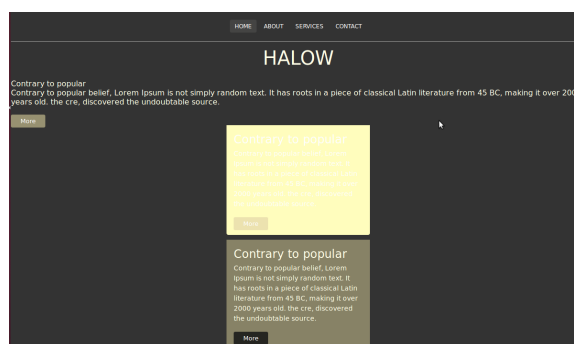 HOME ABOUT SERVICES CONTACT
HALOW
Contrary to popular
Contrary to popular belief, Lorem Ipsum is not simply random text. It has roots in a piece of classical Latin literature from 45 BC, making it over 200
years old. the cre, discovered the undoubtable source.
More
Contrary to popular
More
Contrary to popular
Contrary to popular belief, Lorem
Ipsum is not simply random text. It
has roots in a piece of classical Latin
literature from 45 BC, making it over
2000 years old. the cre, discovered
the undoubtable source.
More